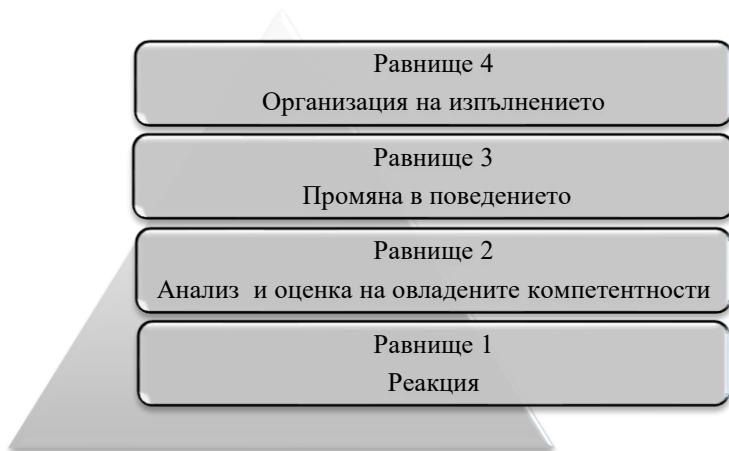 Равнище 4
Организация на изпълнението
Равнище 3
Промяна в поведението
Равнище 2
Анализ и оценка на овладените компетентности
Равнище 1
Реакция